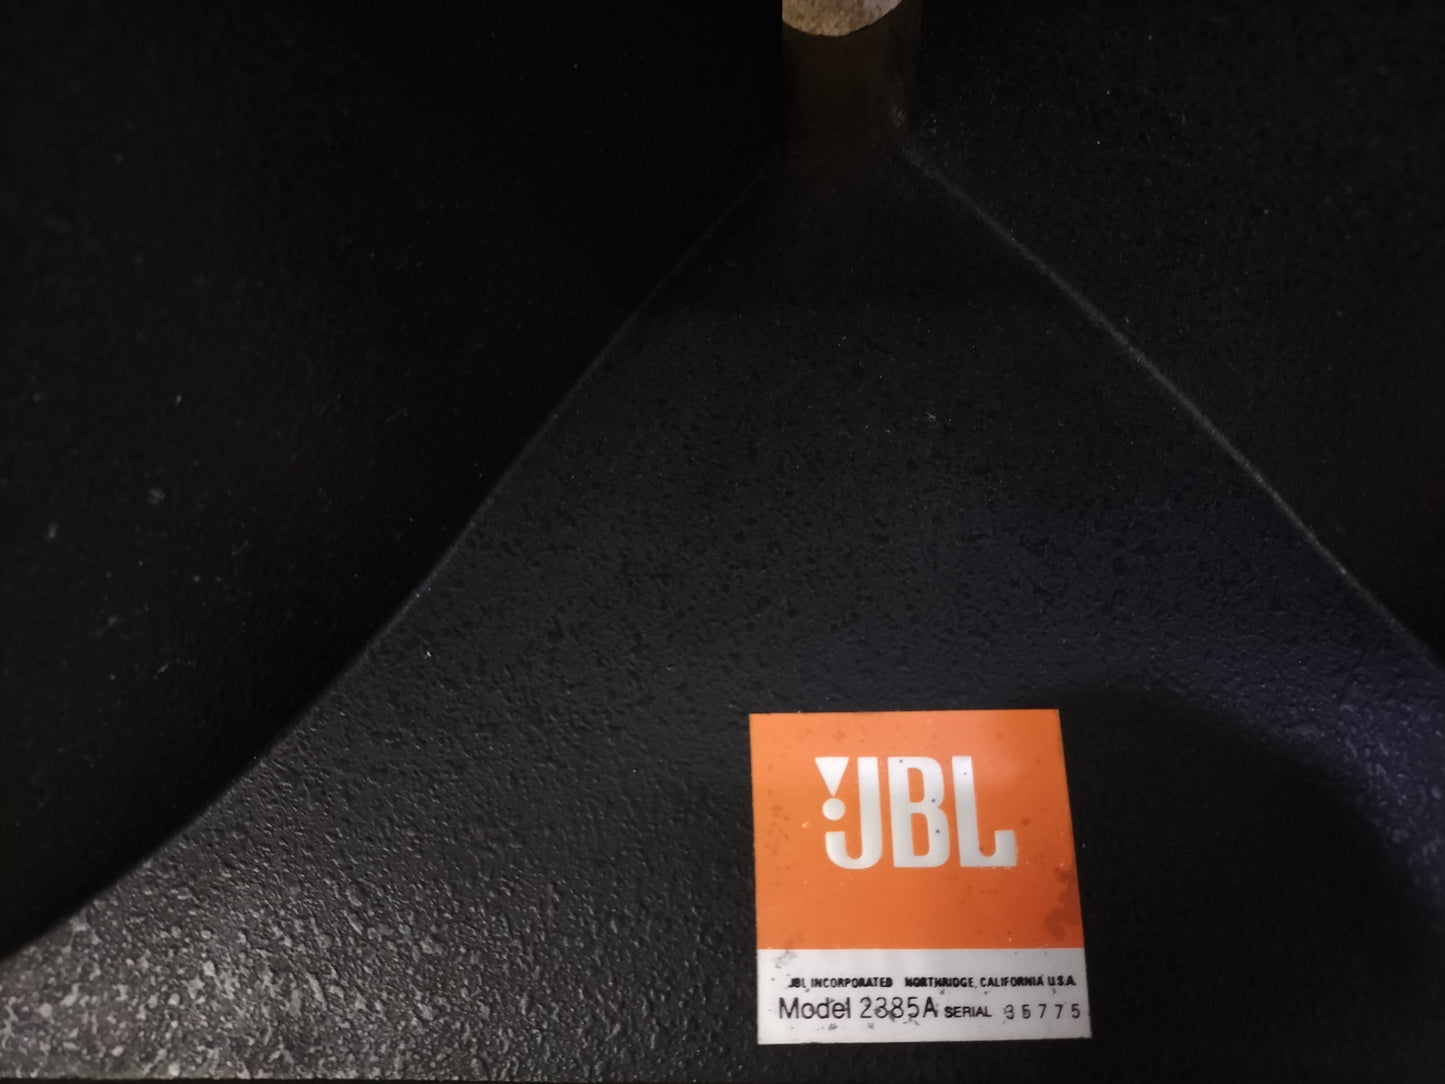 JBL
JBL INCORPORATED NORTHRIDGE, CALIFORNIA U.S.A.
Model 2385A SERIAL 35775